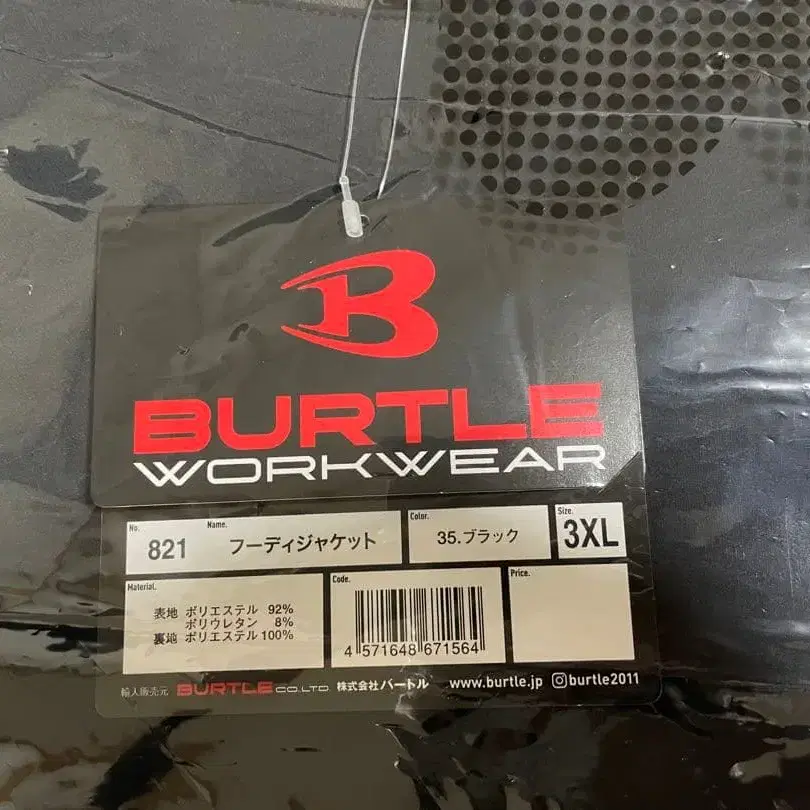 B
BURTLE
WORKWEAR
No. Name. Color. Size.
821 フーディジャケット 35.ブラック 3XL
Material. Code. Price.
表地 ポリエステル 92%
ポリウレタン 8%
裏地 ポリエステル 100%
4 571648 671564
輸入販売元 BURTLE CO.LTD. 株式会社バートル www.burtle.jp burtle2011